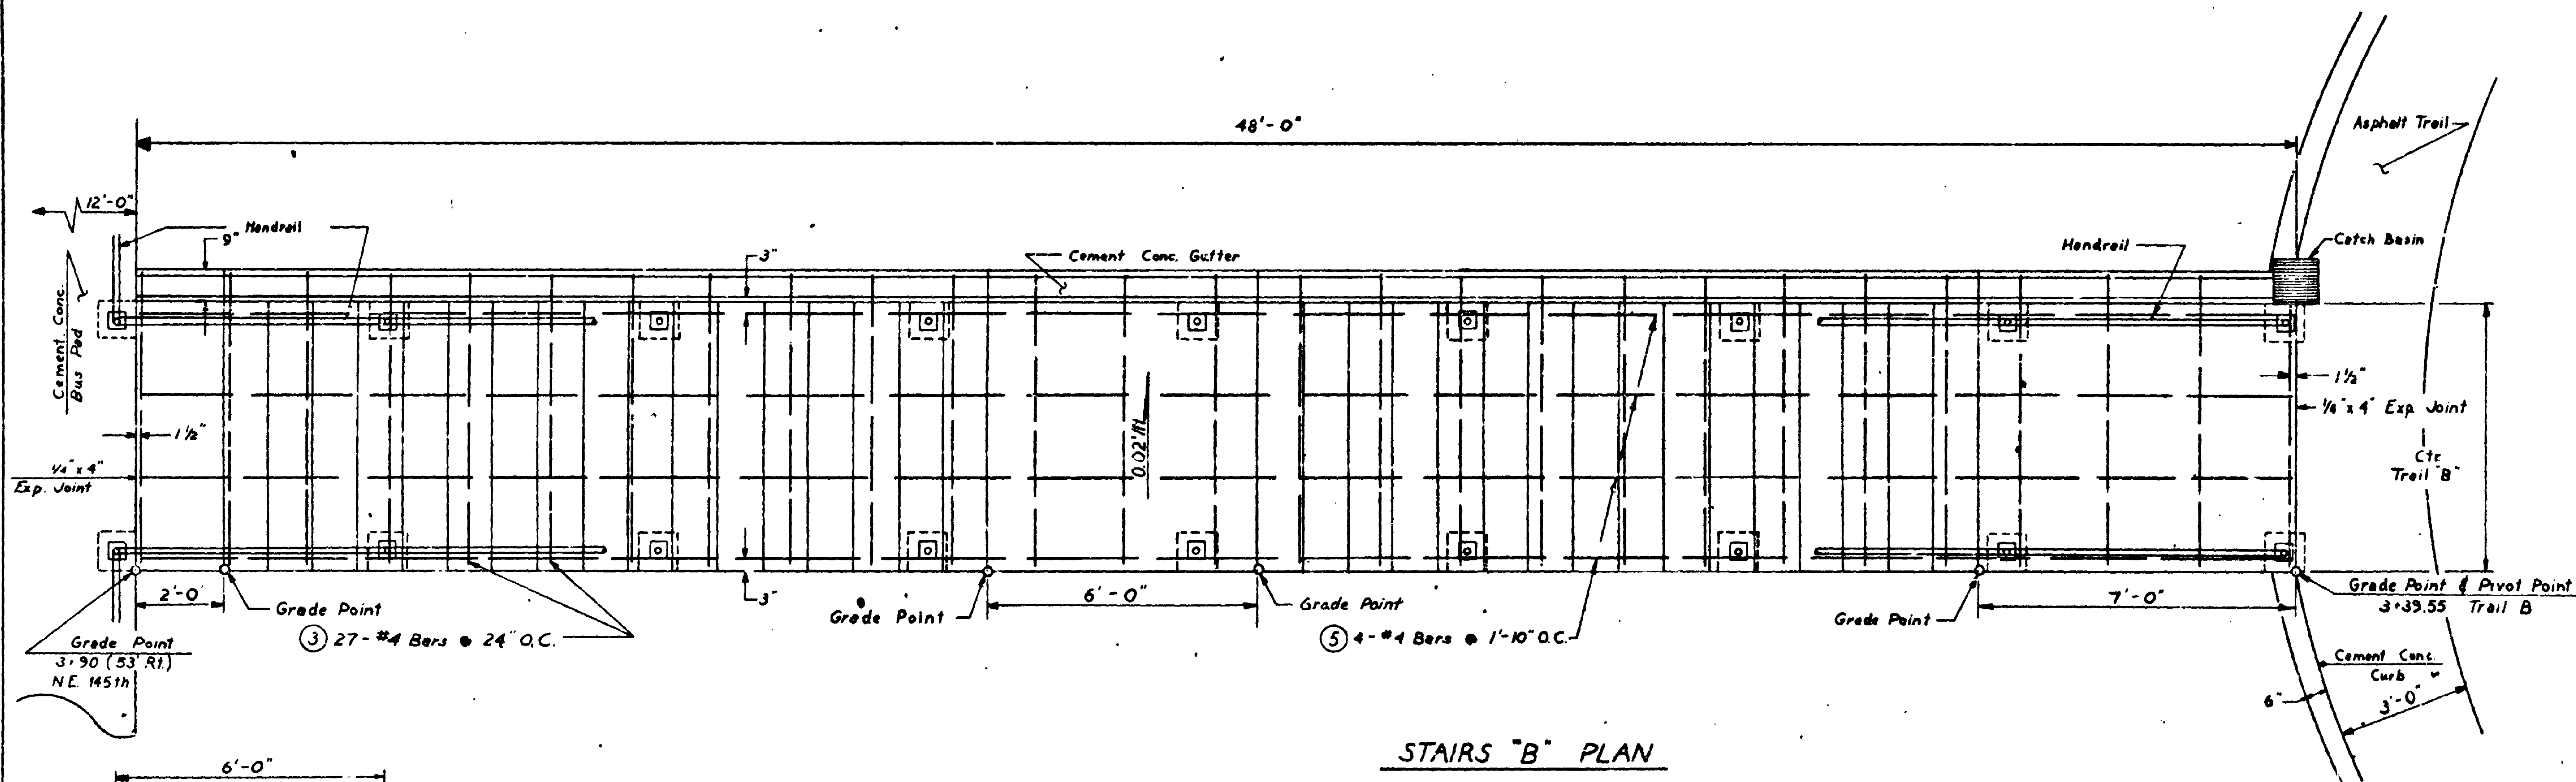 48'-0"
Asphalt Trail
12'-0"
Handrail
9"
3"
Cement Conc. Gutter
Handrail
Catch Basin
Cement Conc.
Bus Pad
1½"
1½"
¼" x 4" Exp. Joint
0.02'/ft.
¼" x 4"
Exp. Joint
Ctr.
Trail "B"
2'-0"
Grade Point
3"
Grade Point
6'-0"
Grade Point
Grade Point
7'-0"
Grade Point & Pivot Point
3+39.55 Trail B
Grade Point
3+90 (53' Rt.)
N.E. 145th
3 27-#4 Bars @ 24" O.C.
5 4-#4 Bars @ 1'-10" O.C.
Cement Conc.
Curb
6"
3'-0"
STAIRS "B" PLAN
6'-0"